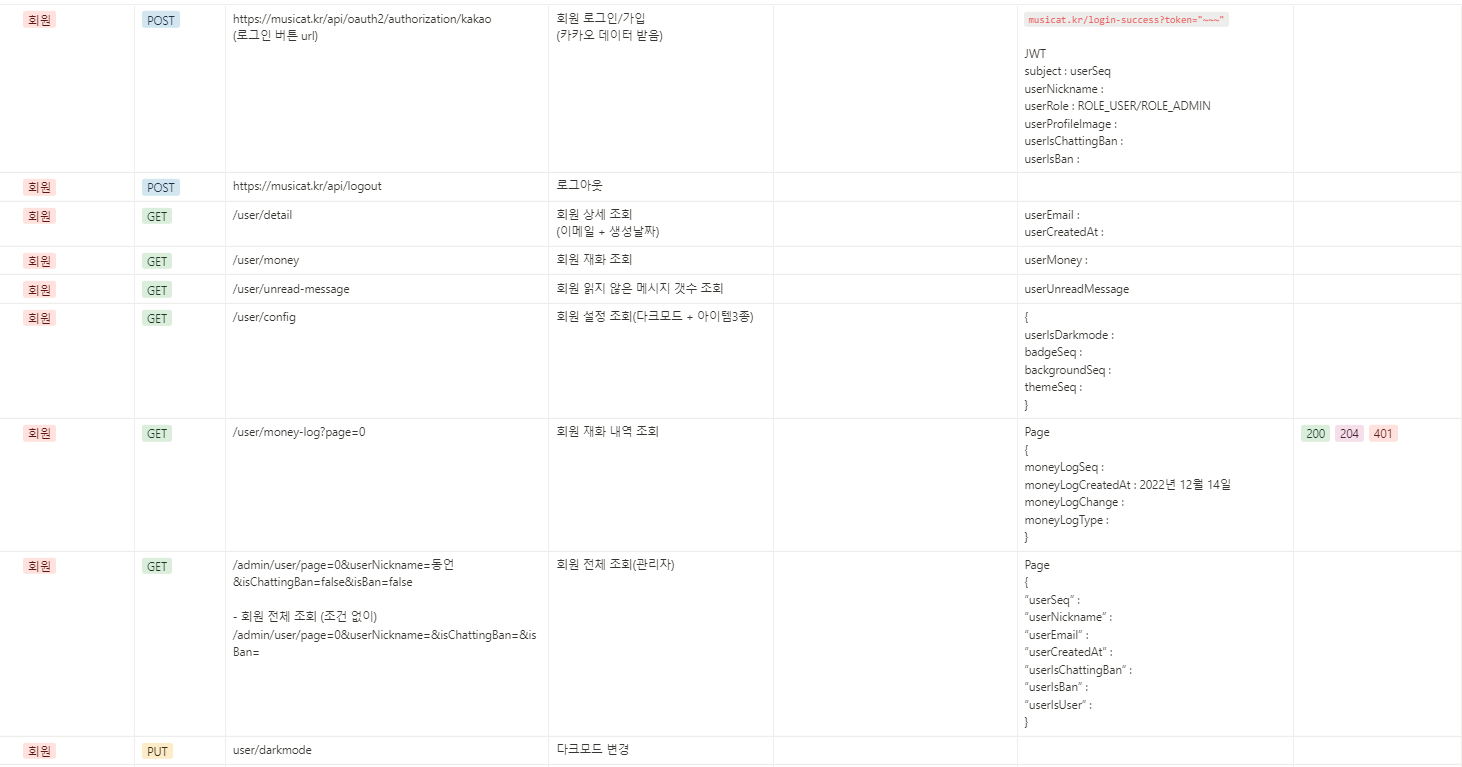 회원
POST
https://musicat.kr/api/oauth2/authorization/kakao
(로그인 버튼 url)
회원 로그인/가입
(카카오 데이터 받음)
musicat.kr/login-success?token="~~~"
JWT
subject : userSeq
userNickname :
userRole : ROLE_USER/ROLE_ADMIN
userProfileImage :
userIsChattingBan :
userIsBan :
회원
POST
https://musicat.kr/api/logout
로그아웃
회원
GET
/user/detail
회원 상세 조회
(이메일 + 생성날짜)
userEmail :
userCreatedAt :
회원
GET
/user/money
회원 재화 조회
userMoney :
회원
GET
/user/unread-message
회원 읽지 않은 메시지 갯수 조회
userUnreadMessage
회원
GET
/user/config
회원 설정 조회(다크모드 + 아이템3종)
{
userIsDarkmode :
badgeSeq :
backgroundSeq :
themeSeq :
}
회원
GET
/user/money-log?page=0
회원 재화 내역 조회
Page
{
moneyLogSeq :
moneyLogCreatedAt : 2022년 12월 14일
moneyLogChange :
moneyLogType :
}
200 204 401
회원
GET
/admin/user/page=0&userNickname=동언
&isChattingBan=false&isBan=false
- 회원 전체 조회 (조건 없이)
/admin/user/page=0&userNickname=&isChattingBan=&is
Ban=
회원 전체 조회(관리자)
Page
{
“userSeq” :
“userNickname” :
“userEmail” :
“userCreatedAt” :
“userIsChattingBan” :
“userIsBan” :
“userIsUser” :
}
회원
PUT
user/darkmode
다크모드 변경